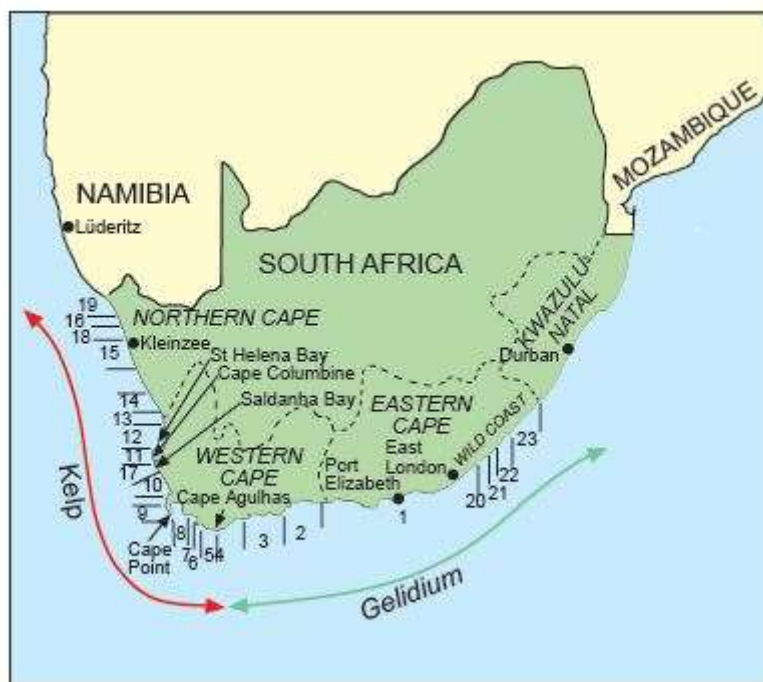 MOZAMBIQUE
NAMIBIA
Lüderitz
SOUTH AFRICA
KWAZULU
NATAL
19
16
18
15
NORTHERN CAPE
Kleinzee
St Helena Bay
Cape Columbine
Saldanha Bay
Durban
14
13
12
11
17
10
9
EASTERN
CAPE
WILD COAST
WESTERN
CAPE
East
London
Port
Elizabeth
Cape Agulhas
23
22
21
20
1
2
3
8
7
6
54
Cape
Point
Kelp
Gelidium